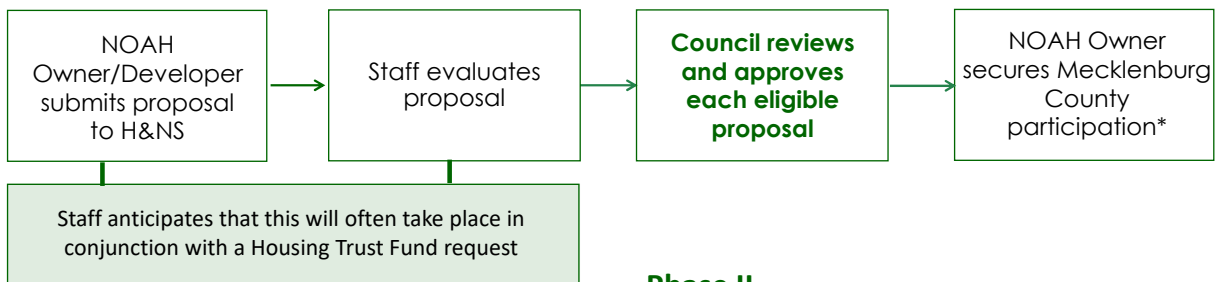 NOAH
Owner/Developer
submits proposal
to H&NS
Staff evaluates
proposal
Council reviews
and approves
each eligible
proposal
NOAH Owner
secures Mecklenburg
County
participation*
Staff anticipates that this will often take place in
conjunction with a Housing Trust Fund request
Phase II